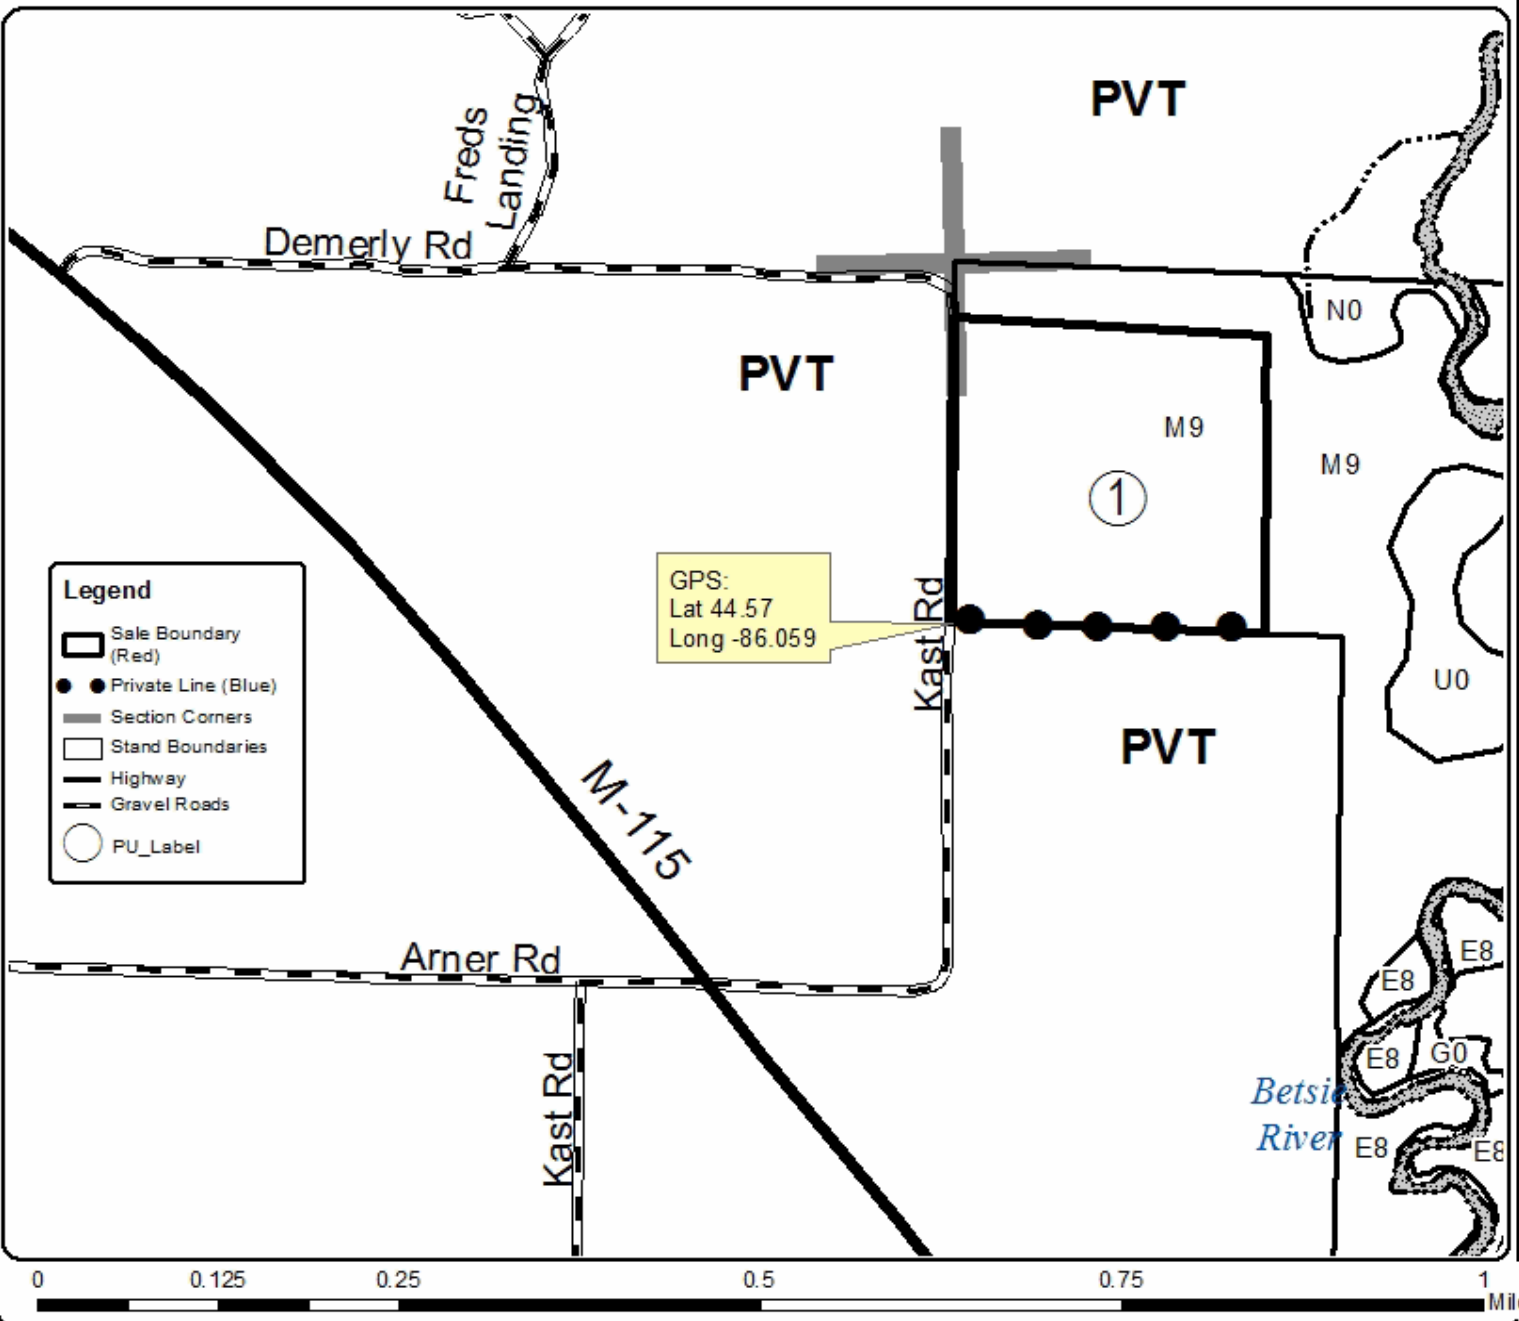 PVT
Freds
Landing
Demerly Rd
N0
PVT
M9
M9
1
GPS:
Lat 44.57
Long -86.059
Kast Rd
Legend
Sale Boundary
(Red)
Private Line (Blue)
Section Corners
Stand Boundaries
Highway
Gravel Roads
PU_Label
U0
PVT
M-115
Arner Rd
E8
E8
E8
G0
Kast Rd
Betsie
River
E8
E8
0 0.125 0.25 0.5 0.75 1